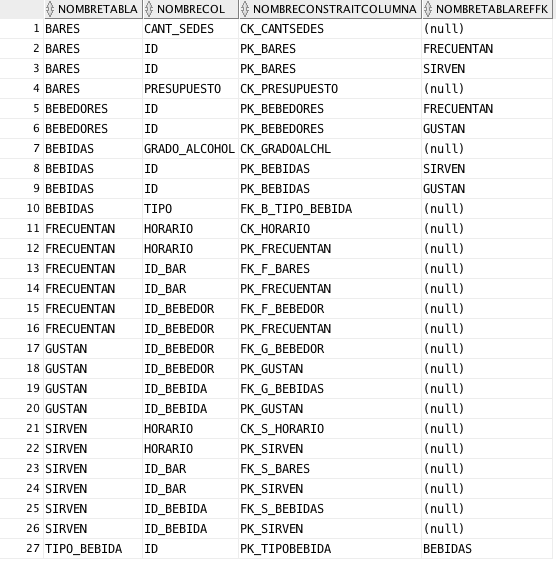 NOMBRETABLA NOMBRECOL NOMBRECONSTRAITCOLUMNA NOMBRETABLAREFFK
1 BARES CANT_SEDES CK_CANTSEDES (null)
2 BARES ID PK_BARES FRECUENTAN
3 BARES ID PK_BARES SIRVEN
4 BARES PRESUPUESTO CK_PRESUPUESTO (null)
5 BEBEDORES ID PK_BEBEDORES FRECUENTAN
6 BEBEDORES ID PK_BEBEDORES GUSTAN
7 BEBIDAS GRADO_ALCOHOL CK_GRADOALCHL (null)
8 BEBIDAS ID PK_BEBIDAS SIRVEN
9 BEBIDAS ID PK_BEBIDAS GUSTAN
10 BEBIDAS TIPO FK_B_TIPO_BEBIDA (null)
11 FRECUENTAN HORARIO CK_HORARIO (null)
12 FRECUENTAN HORARIO PK_FRECUENTAN (null)
13 FRECUENTAN ID_BAR FK_F_BARES (null)
14 FRECUENTAN ID_BAR PK_FRECUENTAN (null)
15 FRECUENTAN ID_BEBEDOR FK_F_BEBEDOR (null)
16 FRECUENTAN ID_BEBEDOR PK_FRECUENTAN (null)
17 GUSTAN ID_BEBEDOR FK_G_BEBEDOR (null)
18 GUSTAN ID_BEBEDOR PK_GUSTAN (null)
19 GUSTAN ID_BEBIDA FK_G_BEBIDAS (null)
20 GUSTAN ID_BEBIDA PK_GUSTAN (null)
21 SIRVEN HORARIO CK_S_HORARIO (null)
22 SIRVEN HORARIO PK_SIRVEN (null)
23 SIRVEN ID_BAR FK_S_BARES (null)
24 SIRVEN ID_BAR PK_SIRVEN (null)
25 SIRVEN ID_BEBIDA FK_S_BEBIDAS (null)
26 SIRVEN ID_BEBIDA PK_SIRVEN (null)
27 TIPO_BEBIDA ID PK_TIPOBEBIDA BEBIDAS